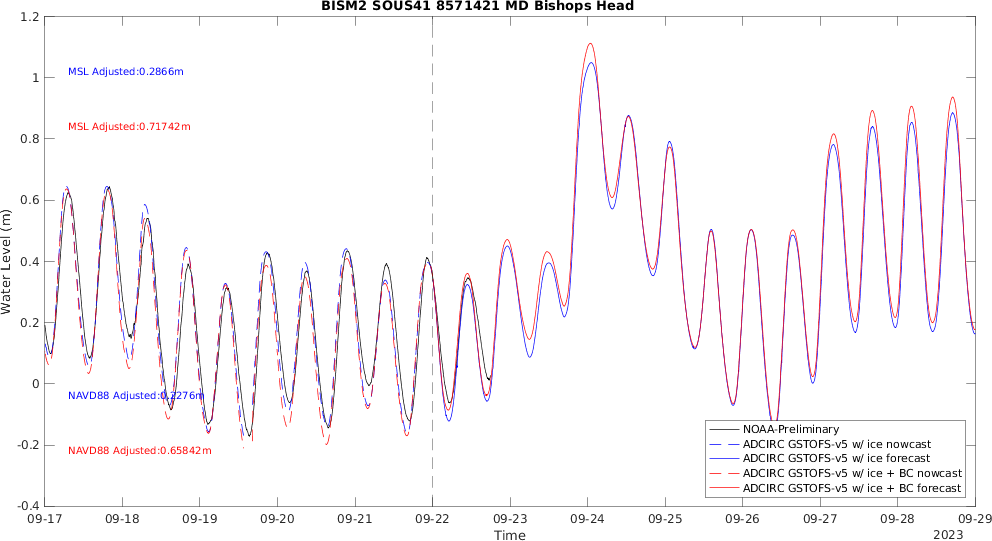 BISM2 SOUS41 8571421 MD Bishops Head
1.2
1
0.8
0.6
0.4
0.2
0
-0.2
-0.4
Water Level (m)
MSL Adjusted:0.2866m
MSL Adjusted:0.71742m
NAVD88 Adjusted:0.2276m
NAVD88 Adjusted:0.65842m
NOAA-Preliminary
ADCIRC GSTOFS-v5 w/ ice nowcast
ADCIRC GSTOFS-v5 w/ ice forecast
ADCIRC GSTOFS-v5 w/ ice + BC nowcast
ADCIRC GSTOFS-v5 w/ ice + BC forecast
09-17 09-18 09-19 09-20 09-21 09-22 09-23 09-24 09-25 09-26 09-27 09-28 09-29
Time
2023